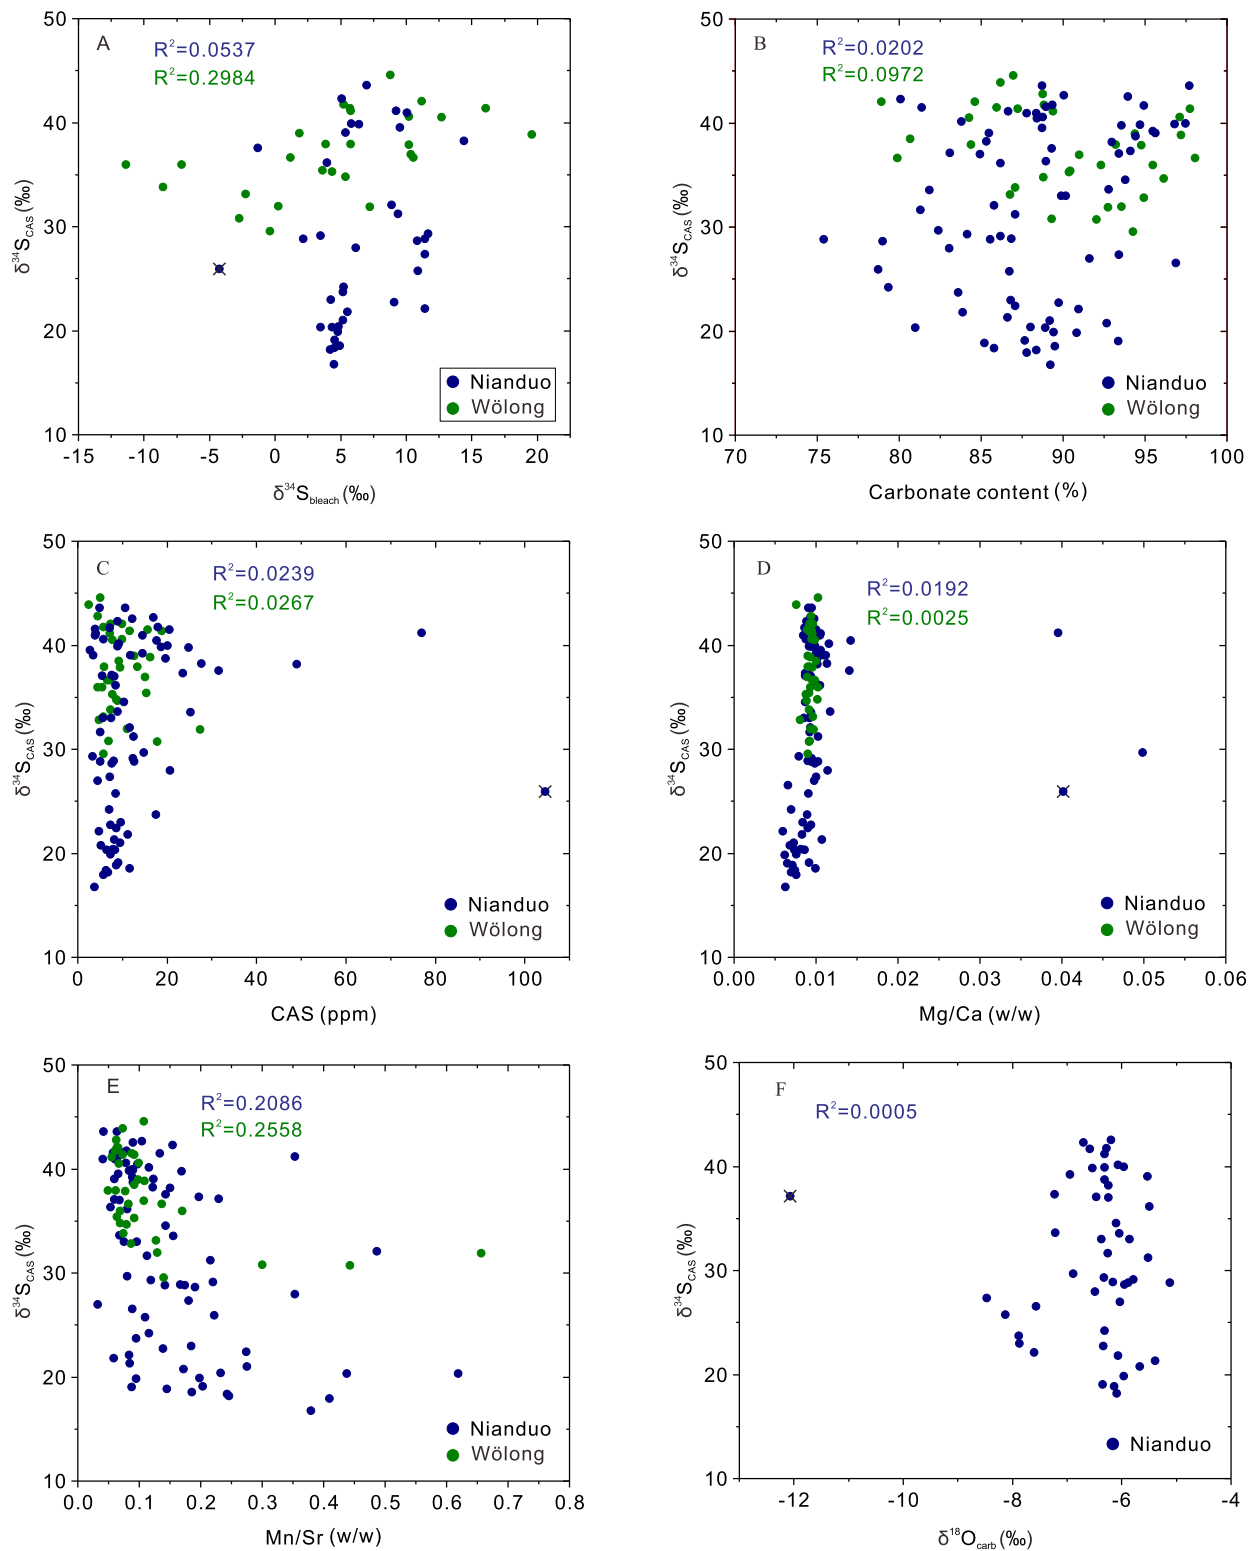 A
R²=0.0537
R²=0.2984
50
40
30
20
10
δ³⁴S_CAS (‰)
Nianduo
Wölong
-15 -10 -5 0 5 10 15 20
δ³⁴S_bleach (‰)
B
R²=0.0202
R²=0.0972
50
40
30
20
10
δ³⁴S_CAS (‰)
Nianduo
Wölong
70 75 80 85 90 95 100
Carbonate content (%)
C
R²=0.0239
R²=0.0267
50
40
30
20
10
δ³⁴S_CAS (‰)
Nianduo
Wölong
0 20 40 60 80 100
CAS (ppm)
D
R²=0.0192
R²=0.0025
50
40
30
20
10
δ³⁴S_CAS (‰)
Nianduo
Wölong
0.00 0.01 0.02 0.03 0.04 0.05 0.06
Mg/Ca (w/w)
E
R²=0.2086
R²=0.2558
50
40
30
20
10
δ³⁴S_CAS (‰)
Nianduo
Wölong
0.0 0.1 0.2 0.3 0.4 0.5 0.6 0.7 0.8
Mn/Sr (w/w)
F
R²=0.0005
50
40
30
20
10
δ³⁴S_CAS (‰)
Nianduo
-12 -10 -8 -6 -4
δ¹⁸O_carb (‰)